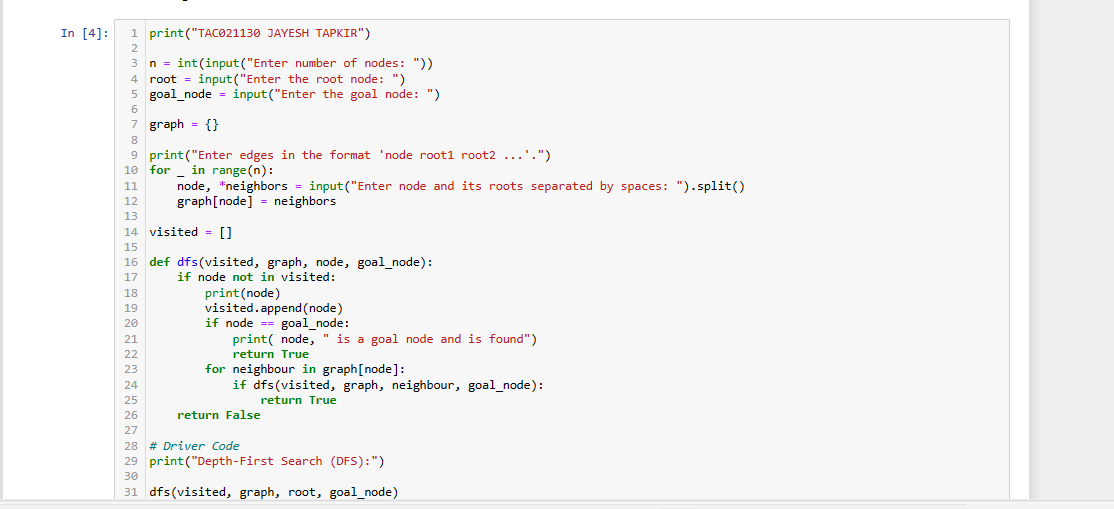 In [4]:
1 print("TAC021130 JAYESH TAPKIR")
2
3 n = int(input("Enter number of nodes: "))
4 root = input("Enter the root node: ")
5 goal_node = input("Enter the goal node: ")
6
7 graph = {}
8
9 print("Enter edges in the format 'node root1 root2 ...'.")
10 for _ in range(n):
11     node, *neighbors = input("Enter node and its roots separated by spaces: ").split()
12     graph[node] = neighbors
13
14 visited = []
15
16 def dfs(visited, graph, node, goal_node):
17     if node not in visited:
18         print(node)
19         visited.append(node)
20         if node == goal_node:
21             print( node, " is a goal node and is found")
22             return True
23         for neighbour in graph[node]:
24             if dfs(visited, graph, neighbour, goal_node):
25                 return True
26     return False
27
28 # Driver Code
29 print("Depth-First Search (DFS):")
30
31 dfs(visited, graph, root, goal_node)